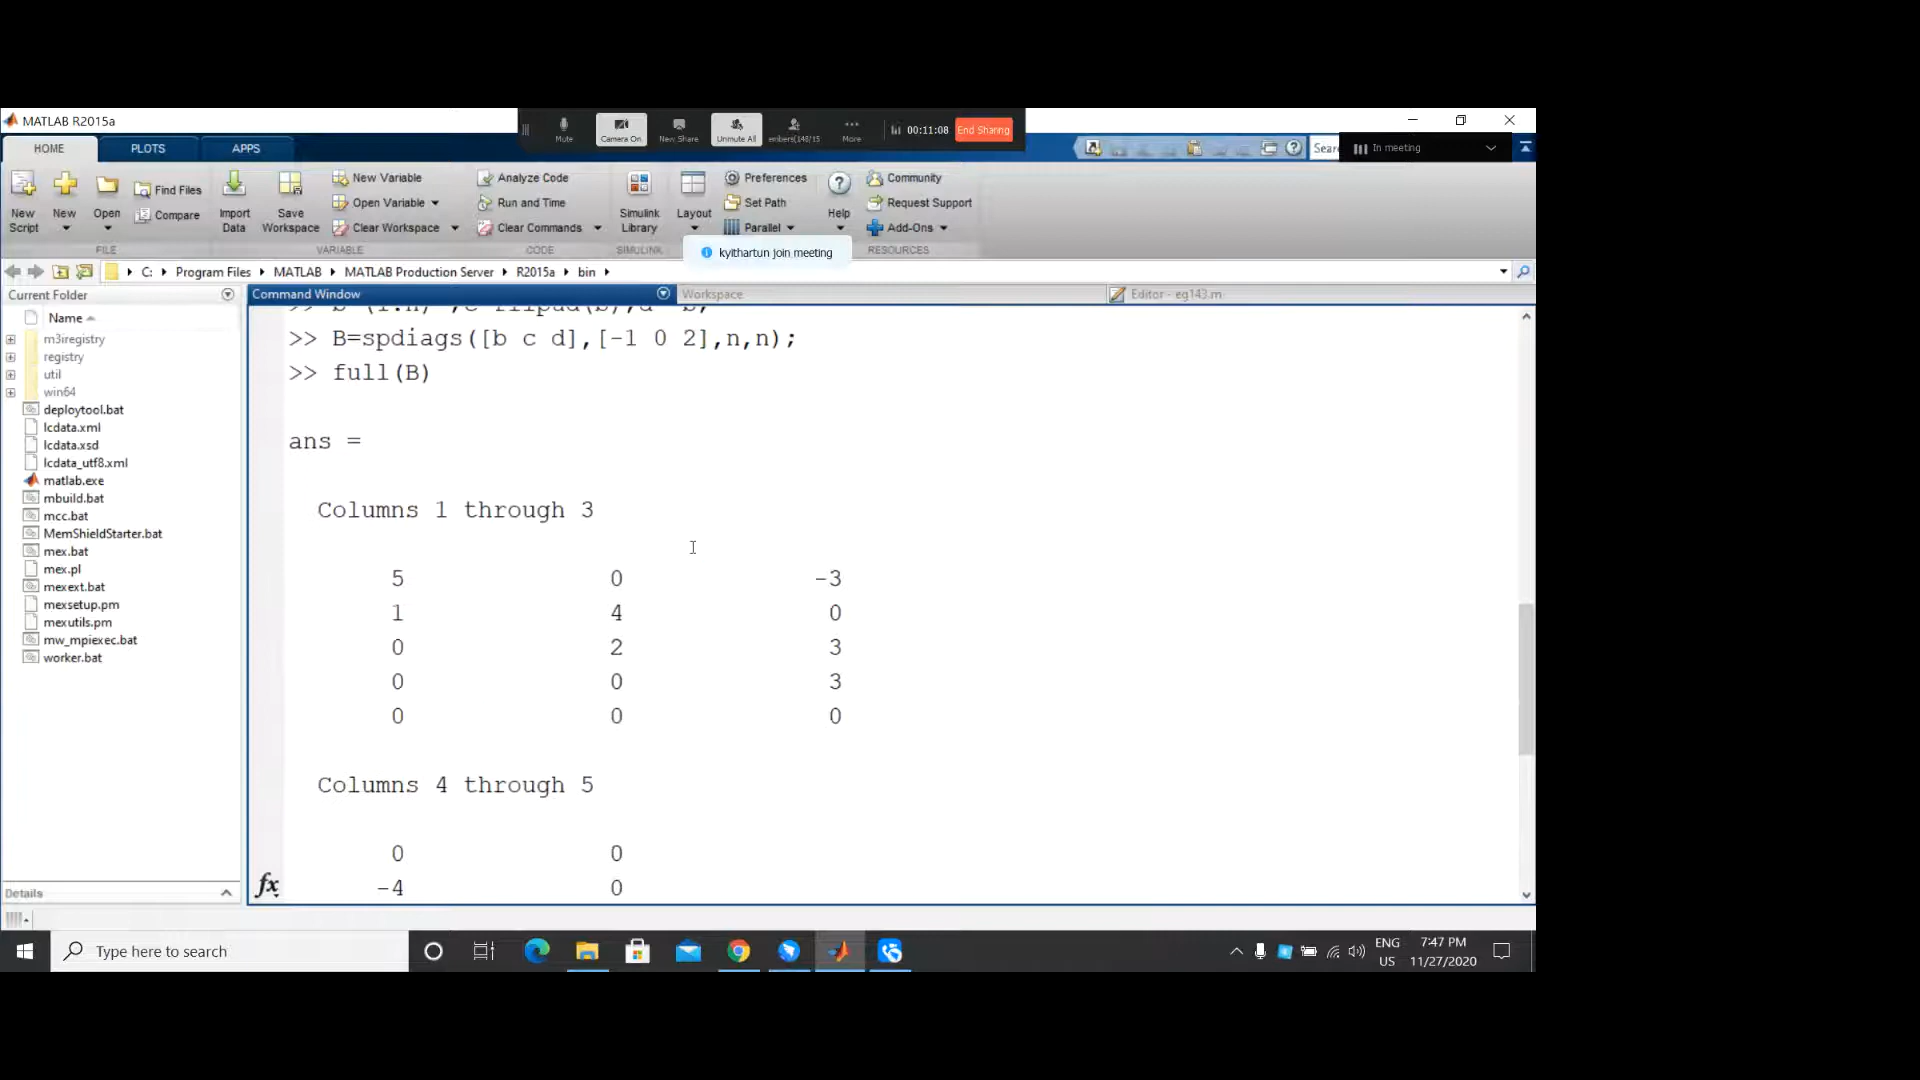 MATLAB R2015a
Mute
Camera On
New Share
Unmute All
embers(148/15
More
00:11:08
End Sharing
HOME
PLOTS
APPS
Sear
In meeting
New Script
New
Open
Find Files
Compare
FILE
Import Data
Save Workspace
New Variable
Open Variable
Clear Workspace
VARIABLE
Analyze Code
Run and Time
Clear Commands
CODE
Simulink Library
SIMULINK
Layout
Preferences
Set Path
Parallel
Help
Community
Request Support
Add-Ons
RESOURCES
kyithartun join meeting
C: Program Files MATLAB MATLAB Production Server R2015a bin
Current Folder
Name
m3iregistry
registry
util
win64
deploytool.bat
lcdata.xml
lcdata.xsd
lcdata_utf8.xml
matlab.exe
mbuild.bat
mcc.bat
MemShieldStarter.bat
mex.bat
mex.pl
mexext.bat
mexsetup.pm
mexutils.pm
mw_mpiexec.bat
worker.bat
Details
Command Window
Workspace
Editor - eg143.m
>> B=spdiags([b c d],[-1 0 2],n,n);
>> full(B)
ans =
Columns 1 through 3
5 0 -3
1 4 0
0 2 3
0 0 3
0 0 0
Columns 4 through 5
0 0
-4 0
fx
Type here to search
ENG
US
7:47 PM
11/27/2020